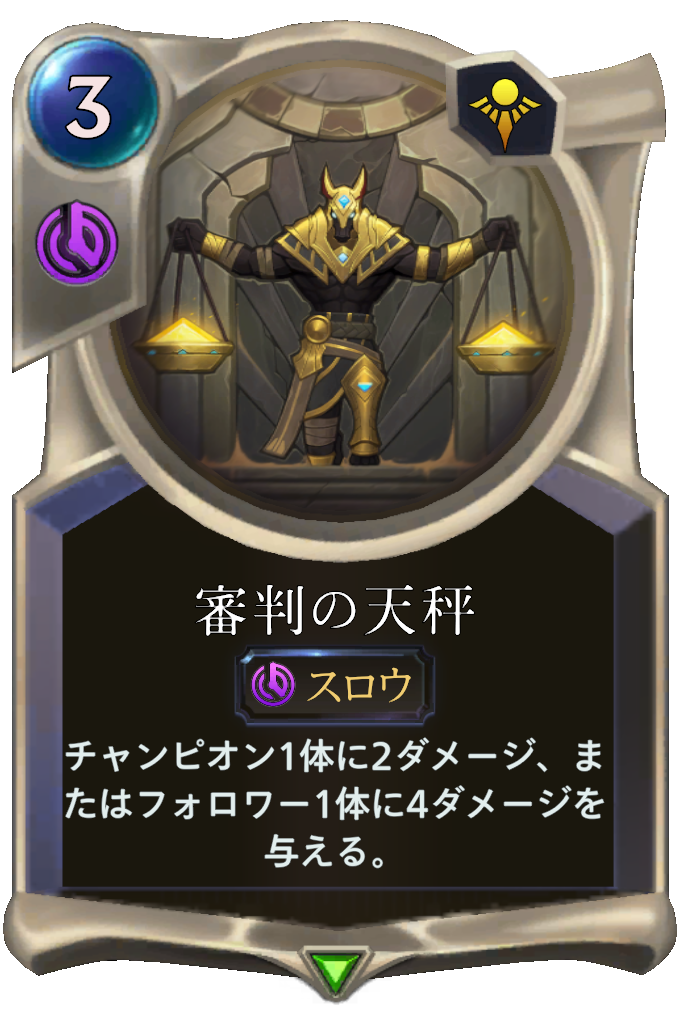 3
審判の天秤
スロウ
チャンピオン1体に2ダメージ、ま
たはフォロワー1体に4ダメージを
与える。